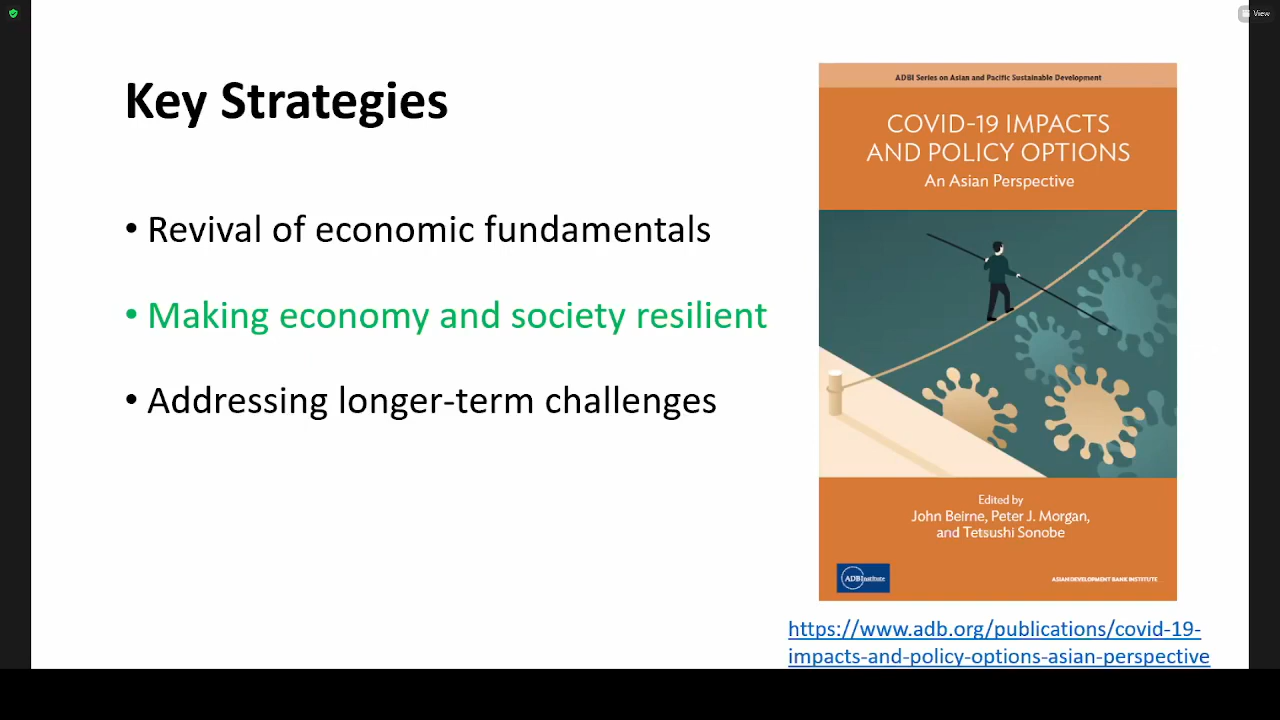 View
Key Strategies
• Revival of economic fundamentals
• Making economy and society resilient
• Addressing longer-term challenges
ADBI Series on Asian and Pacific Sustainable Development
COVID-19 IMPACTS
AND POLICY OPTIONS
An Asian Perspective
Edited by
John Beirne, Peter J. Morgan,
and Tetsushi Sonobe
ADBInstitute
ASIAN DEVELOPMENT BANK INSTITUTE
https://www.adb.org/publications/covid-19-
impacts-and-policy-options-asian-perspective